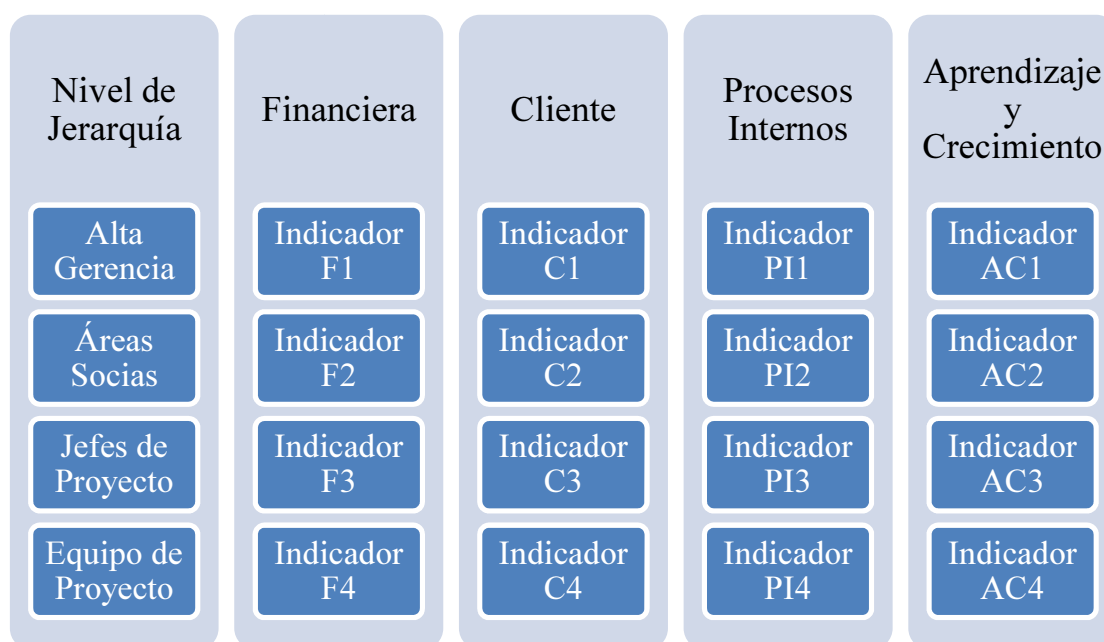 Nivel de
Jerarquía
Financiera
Cliente
Procesos
Internos
Aprendizaje
y
Crecimiento
Alta
Gerencia
Indicador
F1
Indicador
C1
Indicador
PI1
Indicador
AC1
Áreas
Socias
Indicador
F2
Indicador
C2
Indicador
PI2
Indicador
AC2
Jefes de
Proyecto
Indicador
F3
Indicador
C3
Indicador
PI3
Indicador
AC3
Equipo de
Proyecto
Indicador
F4
Indicador
C4
Indicador
PI4
Indicador
AC4